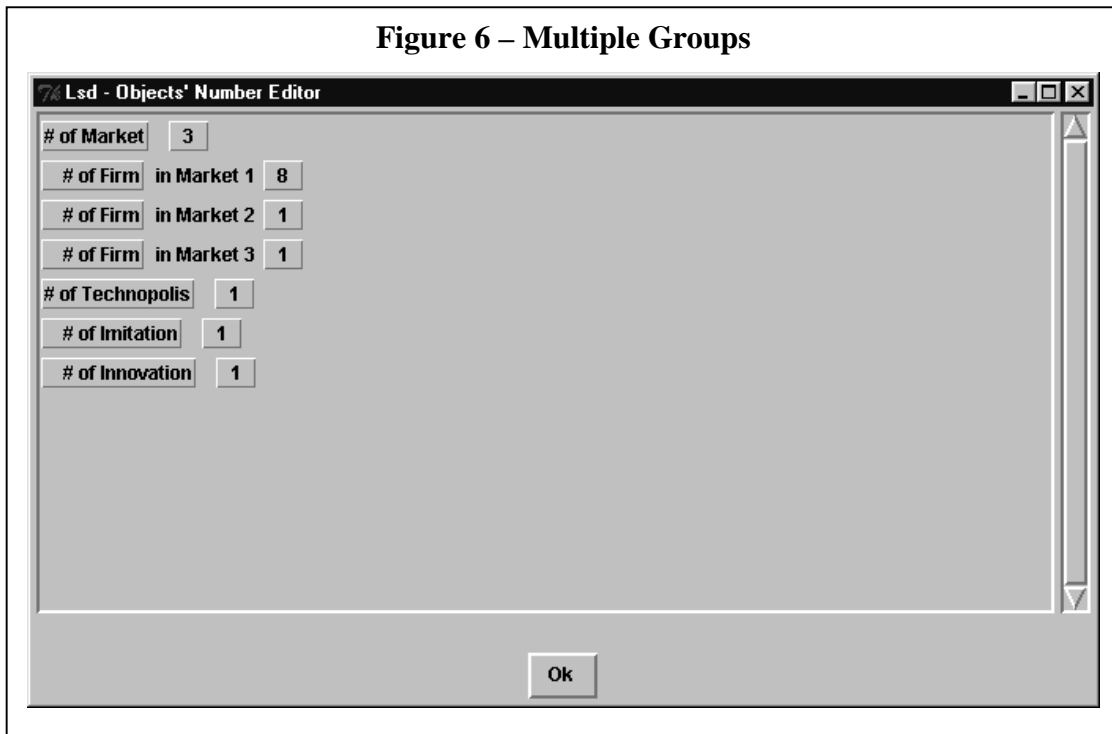 Figure 6 – Multiple Groups
Lsd - Objects' Number Editor
# of Market 3
# of Firm in Market 1 8
# of Firm in Market 2 1
# of Firm in Market 3 1
# of Technopolis 1
# of Imitation 1
# of Innovation 1
Ok